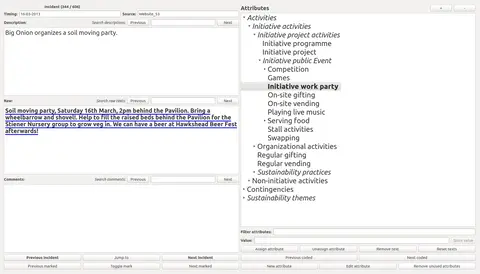 Incident (344 / 656)
Timing: 16-03-2013 Source: website_53
Description: (Search descriptions) Previous Next
Big Onion organizes a soil moving party.
Raw: (Search raw data) Previous Next
Soil moving party, Saturday 16th March, 2pm behind the Pavilion. Bring a
wheelbarrow and shovel!. Help to fill the raised beds behind the Pavilion for the
Stiener Nursery group to grow veg in. We can have a beer at Hawkshead Beer Fest
afterwards!
Comments: (Search comments) Previous Next
Previous incident Jump to Next incident
Previous marked Toggle mark Next marked
Attributes
+ -
Activities
Initiative activities
Initiative project activities
Initiative programme
Initiative project
Initiative public Event
Competition
Games
Initiative work party
On-site gifting
On-site vending
Playing live music
Serving food
Stall activities
Swapping
Organizational activities
Regular gifting
Regular vending
Sustainability practices
Non-initiative activities
Contingencies
Sustainability themes
Filter attributes:
Value:
Assign attribute Unassign attribute Remove text Reset texts
Previous coded Next coded
New attribute Edit attribute Remove unused attributes